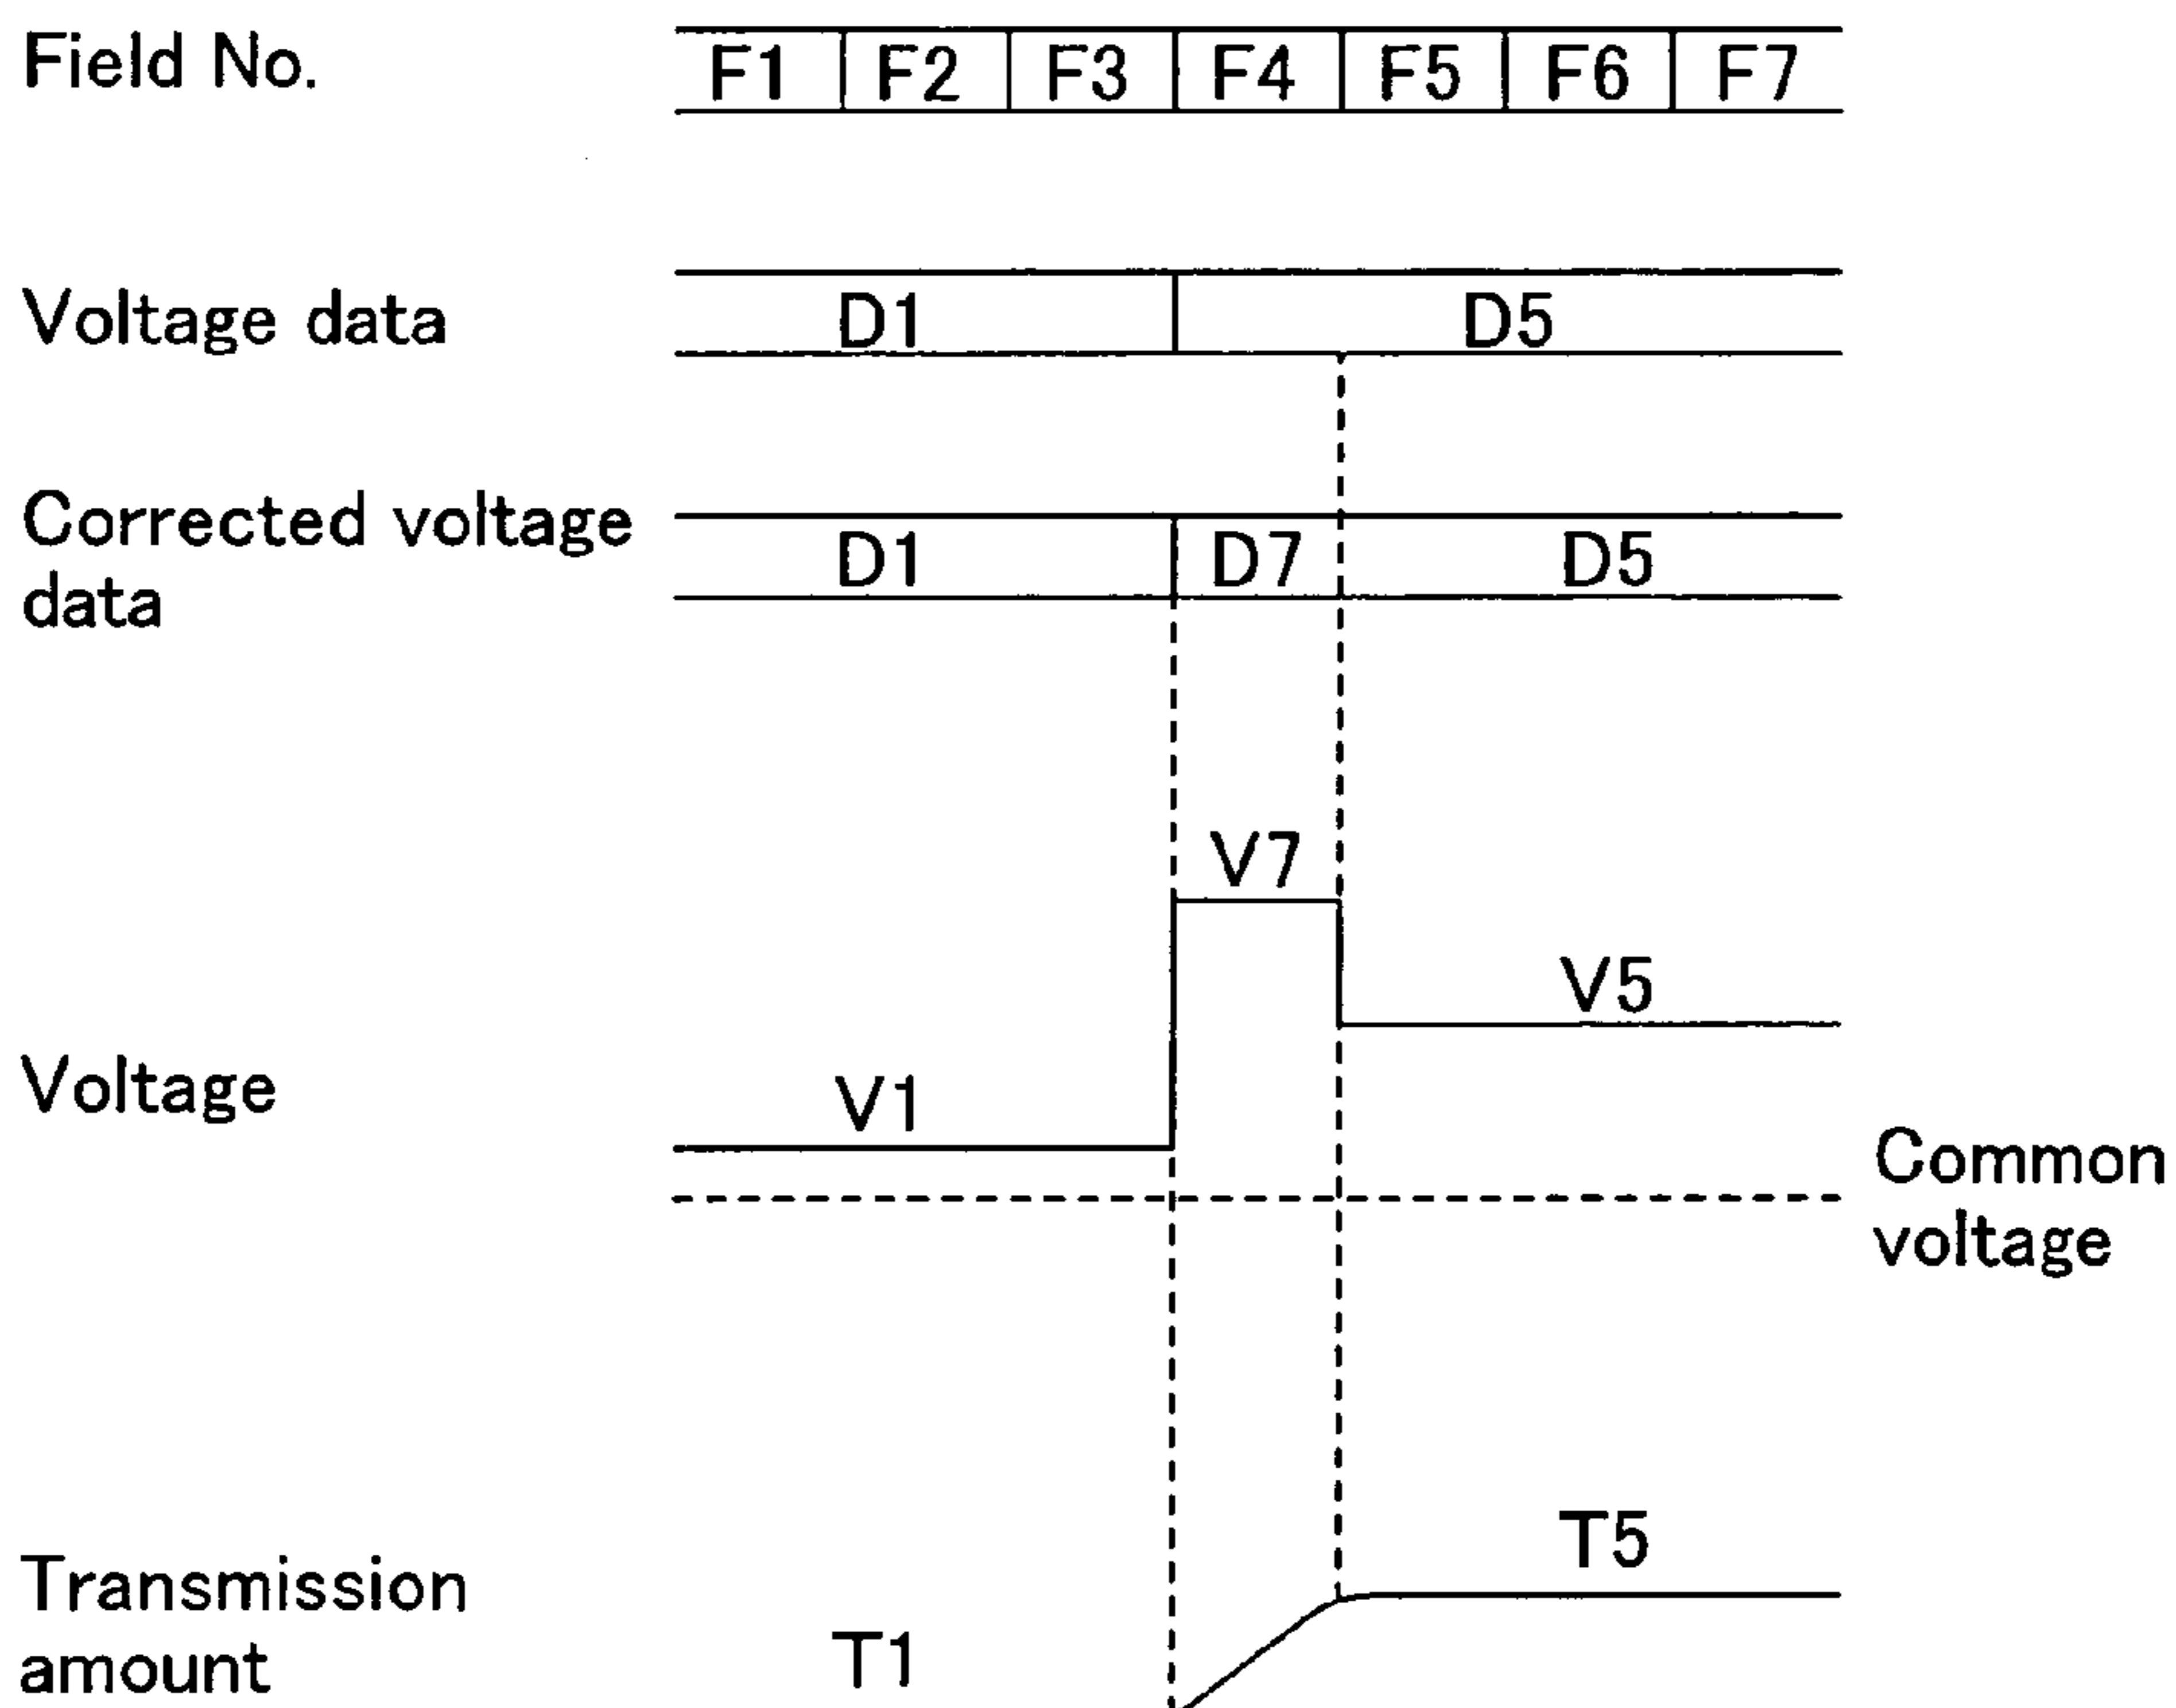 Field No.
F1 F2 F3 F4 F5 F6 F7
Voltage data
D1 D5
Corrected voltage
data
D1 D7 D5
V7
V5
Voltage
V1
Common
voltage
T5
Transmission
amount
T1